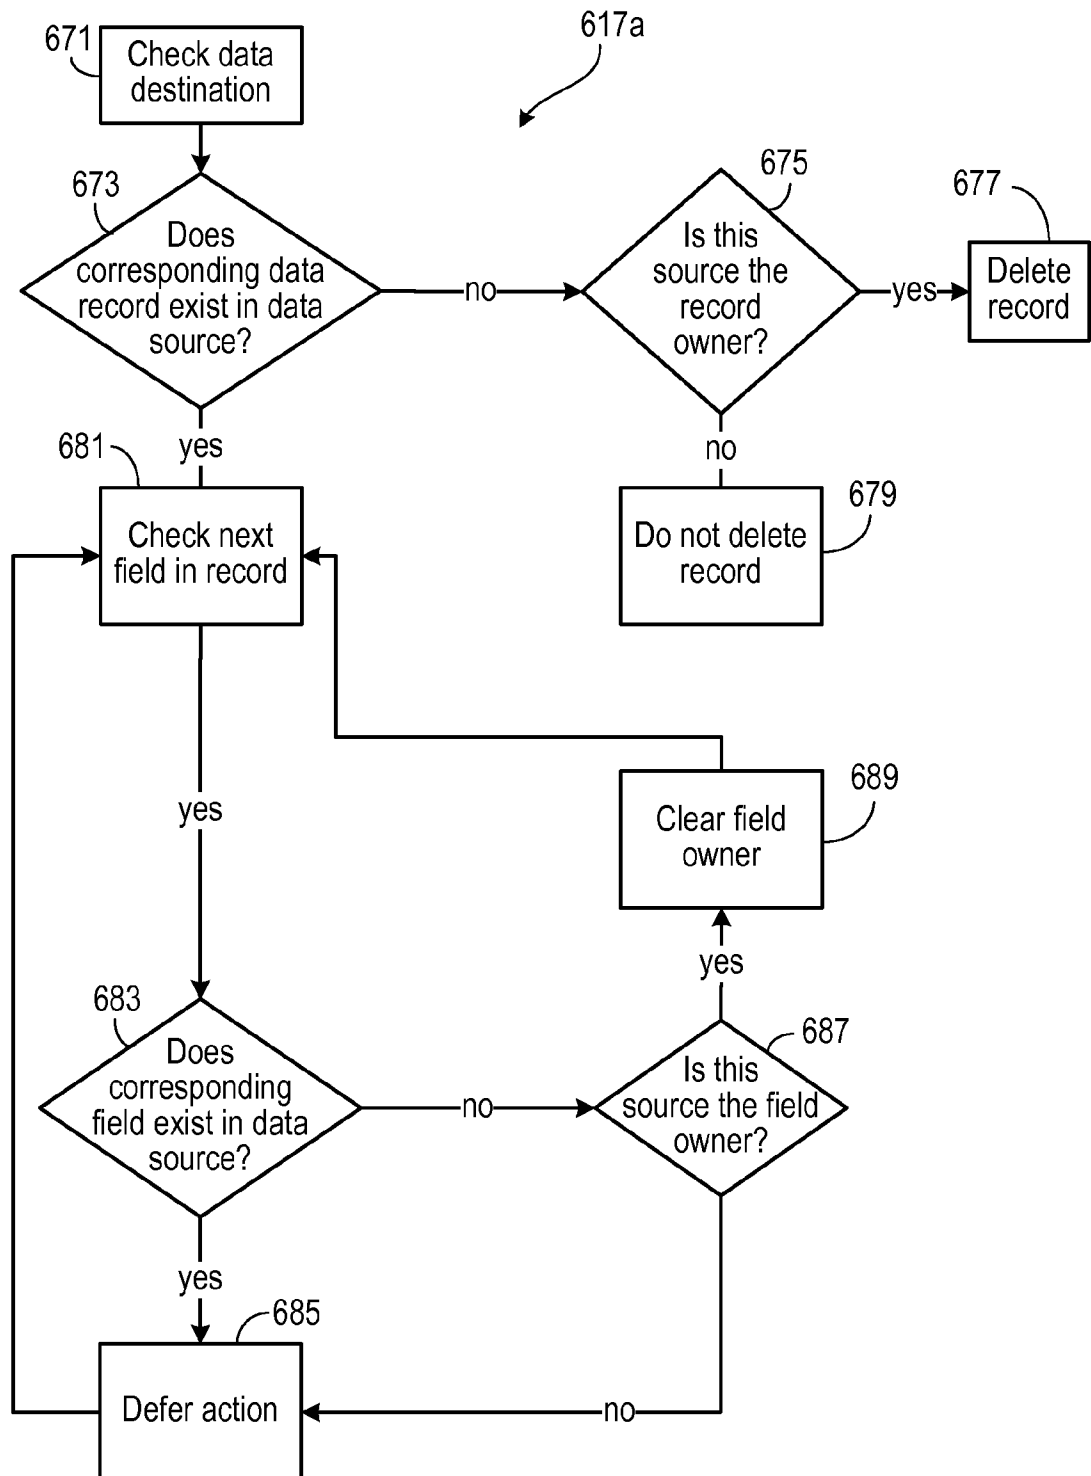 671
Check data
destination
617a
673
Does
corresponding data
record exist in data
source?
no
675
Is this
source the
record
owner?
yes
677
Delete
record
yes
no
681
Check next
field in record
679
Do not delete
record
yes
689
Clear field
owner
yes
683
Does
corresponding
field exist in data
source?
no
687
Is this
source the field
owner?
yes
685
Defer action
no